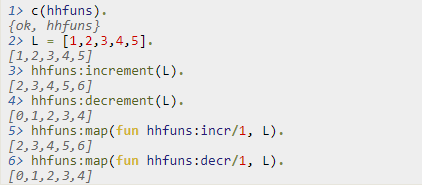 1> c(hhfuns).
{ok, hhfuns}
2> L = [1,2,3,4,5].
[1,2,3,4,5]
3> hhfuns:increment(L).
[2,3,4,5,6]
4> hhfuns:decrement(L).
[0,1,2,3,4]
5> hhfuns:map(fun hhfuns:incr/1, L).
[2,3,4,5,6]
6> hhfuns:map(fun hhfuns:decr/1, L).
[0,1,2,3,4]